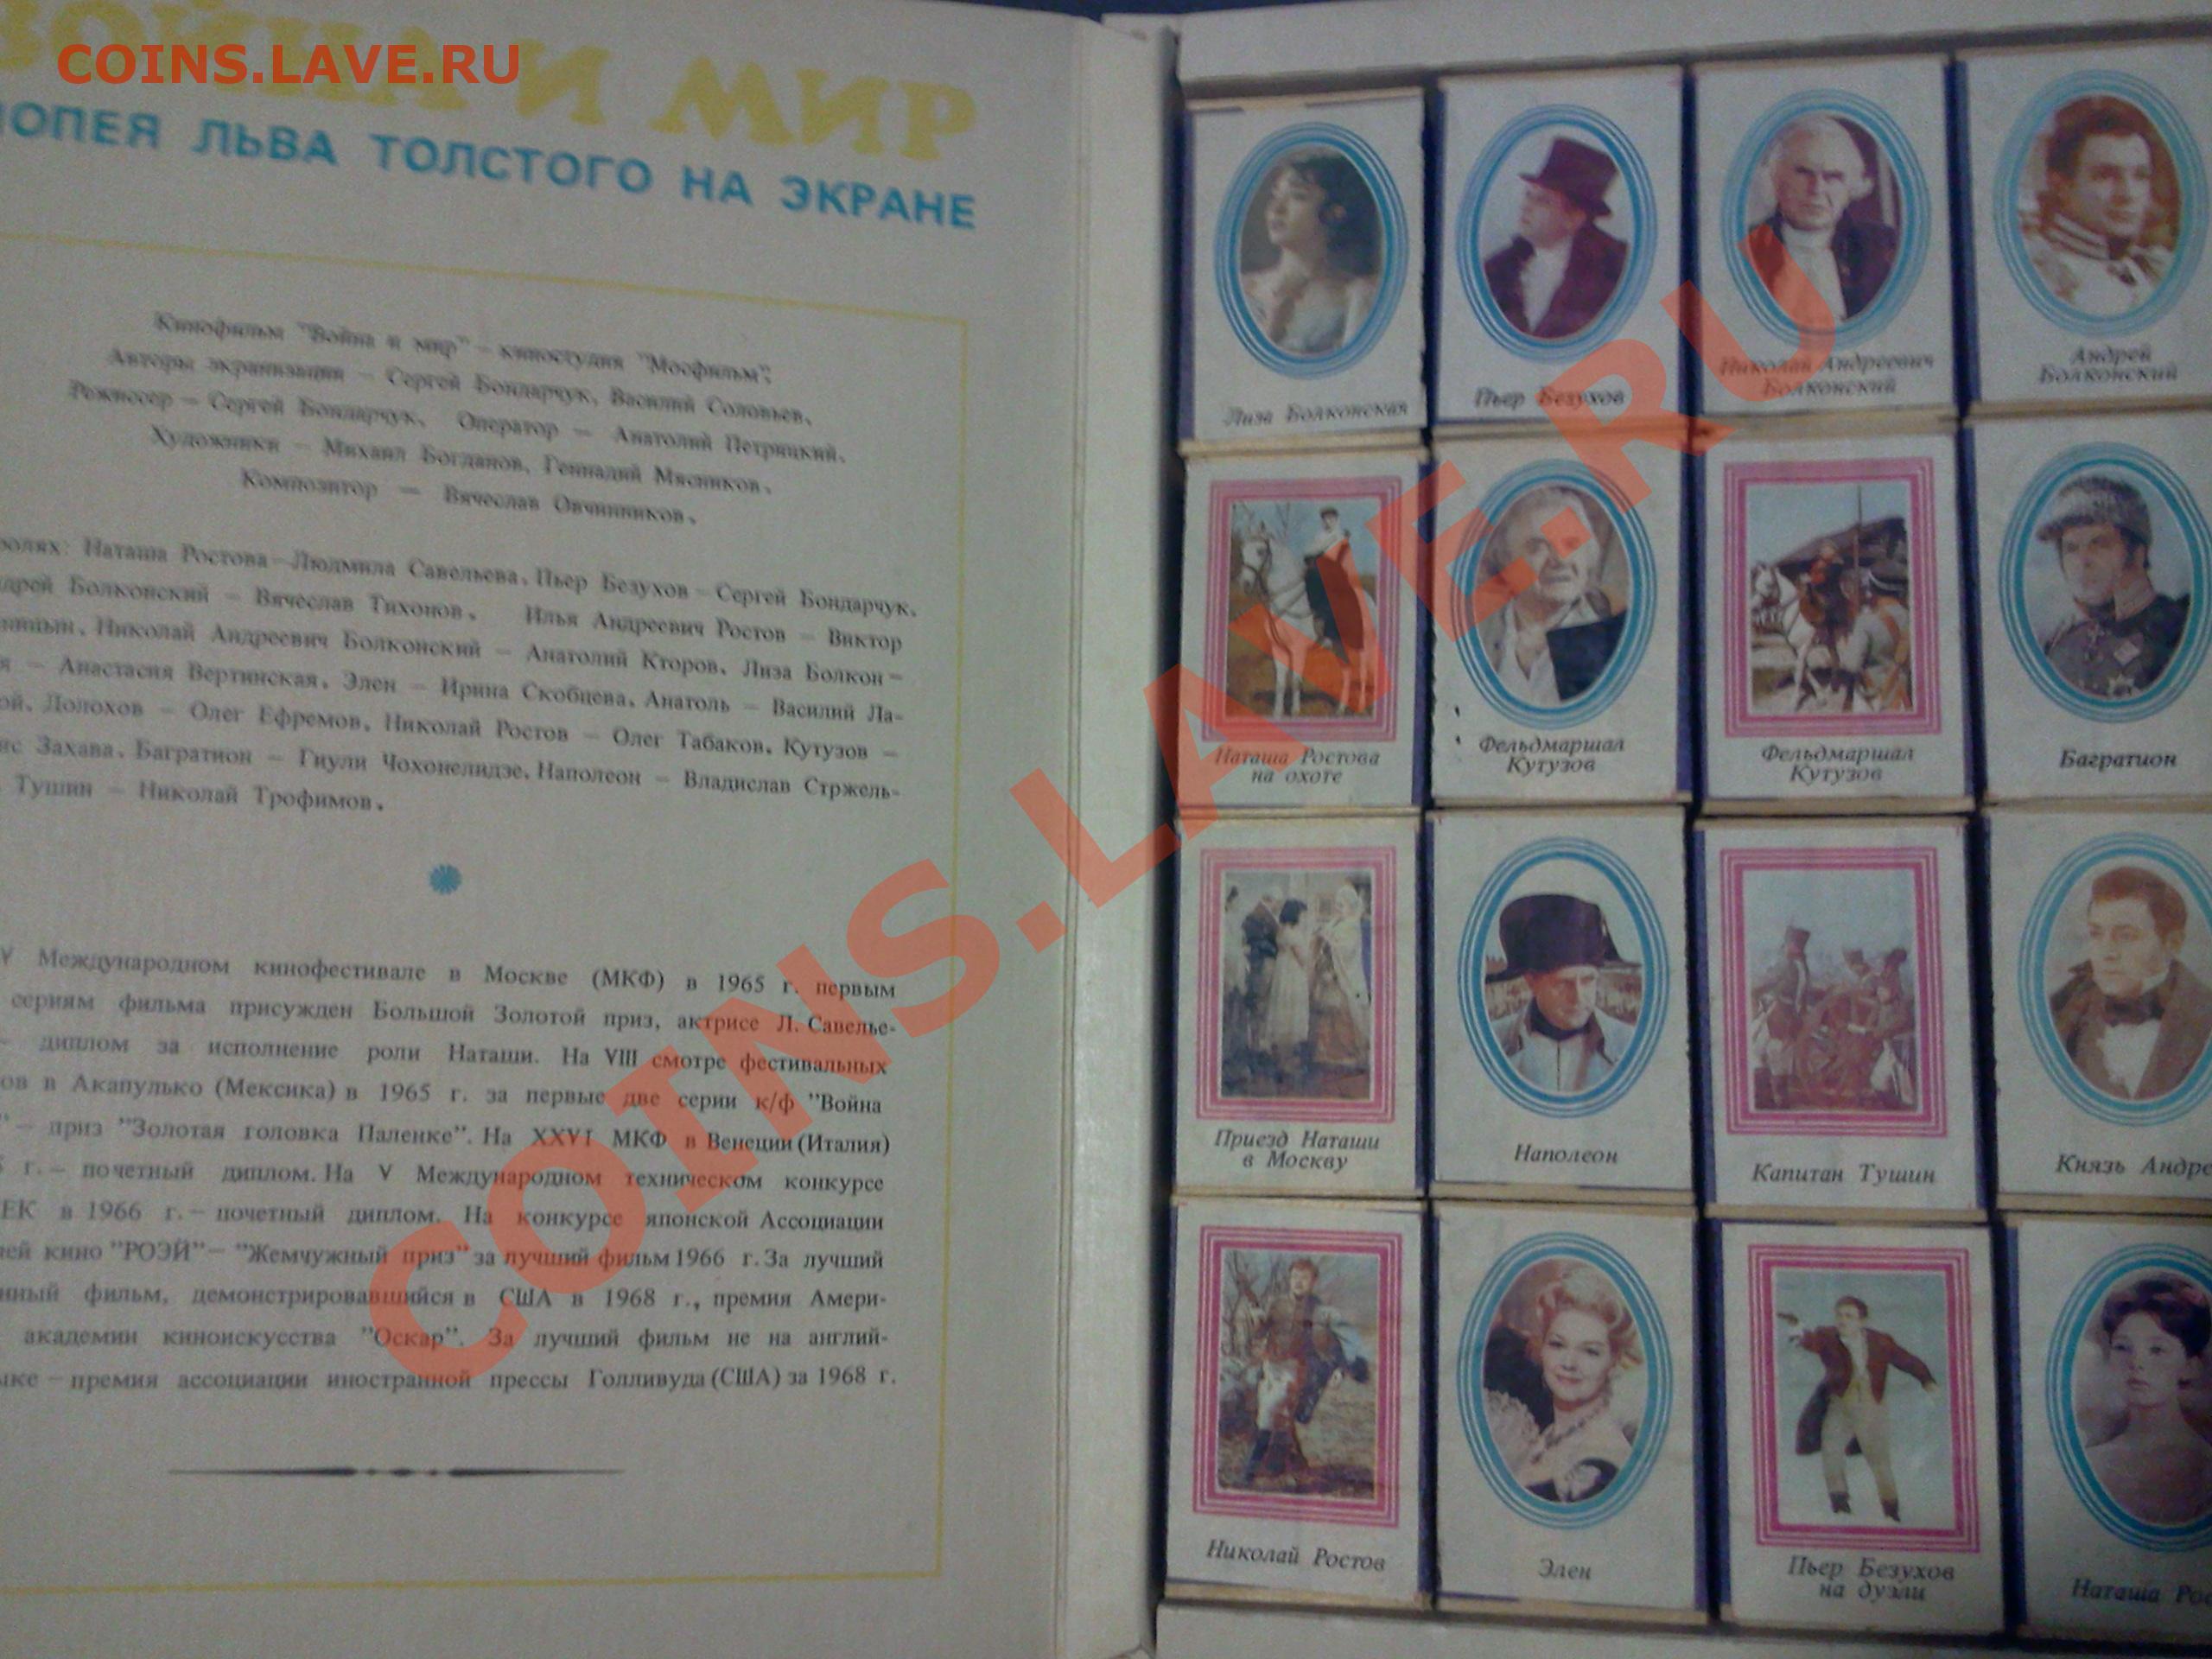 COINS.LAVE.RU
ВОЙНА И МИР
ЛЬВА ТОЛСТОГО НА ЭКРАНЕ
Кинофильм "Война и мир" – киностудия "Мосфильм".
Авторы экранизации – Сергей Бондарчук, Василий Соловьев.
Режиссер – Сергей Бондарчук. Оператор – Анатолий Петрицкий.
Художники – Михаил Богданов, Геннадий Мясников.
Композитор – Вячеслав Овчинников.
ролях: Наташа Ростова – Людмила Савельева, Пьер Безухов – Сергей Бондарчук,
дрей Болконский – Вячеслав Тихонов, Илья Андреевич Ростов – Виктор
ницын, Николай Андреевич Болконский – Анатолий Кторов, Лиза Болкон–
я – Анастасия Вертинская, Элен – Ирина Скобцева, Анатоль – Василий Ла–
ой, Долохов – Олег Ефремов, Николай Ростов – Олег Табаков, Кутузов –
ис Захава, Багратион – Гиули Чохонелидзе, Наполеон – Владислав Стржель–
Тушин – Николай Трофимов.
V Международном кинофестивале в Москве (МКФ) в 1965 г. первым
сериям фильма присужден Большой Золотой приз, актрисе Л. Савелье–
– диплом за исполнение роли Наташи. На VIII смотре фестивальных
ов в Акапулько (Мексика) в 1965 г. за первые две серии к/ф "Война
" – приз "Золотая головка Паленке". На XXVI МКФ в Венеции (Италия)
г. – почетный диплом. На V Международном техническом конкурсе
ЕК в 1966 г. – почетный диплом. На конкурсе японской Ассоциации
лей кино "РОЭЙ" – "Жемчужный приз" за лучший фильм 1966 г. За лучший
нный фильм, демонстрировавшийся в США в 1968 г., премия Амери–
академии киноискусства "Оскар". За лучший фильм не на англий–
ыке – премия ассоциации иностранной прессы Голливуда (США) за 1968 г.
Лиза Болконская
Пьер Безухов
Николай Андреевич
Болконский
Андрей
Болконский
Наташа Ростова
на охоте
Фельдмаршал
Кутузов
Фельдмаршал
Кутузов
Багратион
Приезд Наташи
в Москву
Наполеон
Капитан Тушин
Князь Андре
Николай Ростов
Элен
Пьер Безухов
на дуэли
Наташа Рос
COINS.LAVE.RU